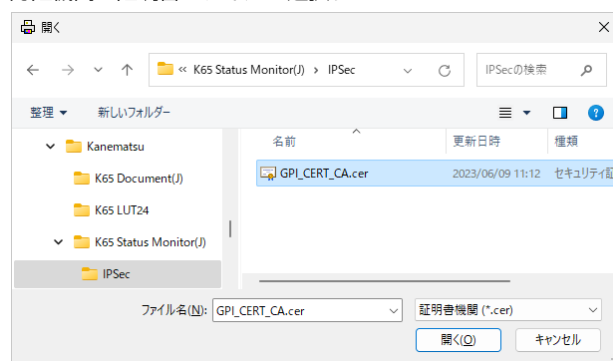 開く
« K65 Status Monitor(J) › IPSec
IPSecの検索
整理 ▼ 新しいフォルダー
名前 更新日時 種類
Kanematsu
GPI_CERT_CA.cer 2023/06/09 11:12 セキュリティ証
K65 Document(J)
K65 LUT24
K65 Status Monitor(J)
IPSec
ファイル名(N): GPI_CERT_CA.cer 証明書機関 (*.cer)
開く(O) キャンセル